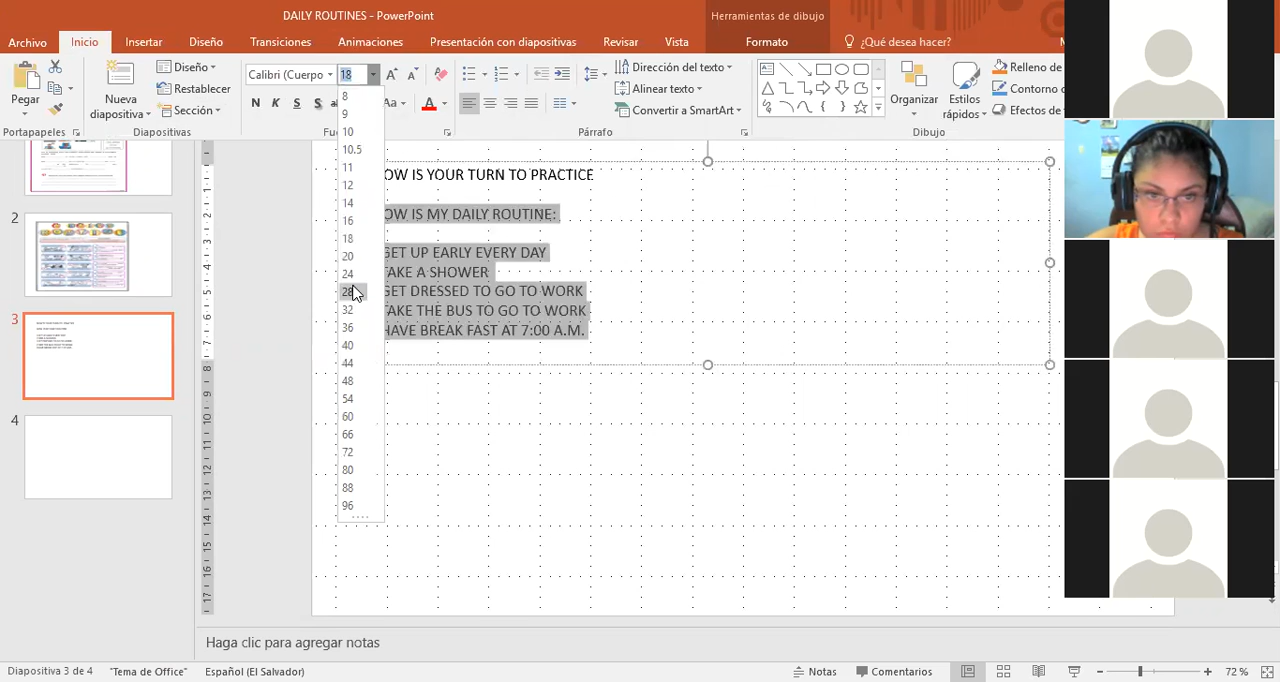 DAILY ROUTINES - PowerPoint
Herramientas de dibujo
Archivo Inicio Insertar Diseño Transiciones Animaciones Presentación con diapositivas Revisar Vista Formato ¿Qué desea hacer?
Pegar
Portapapeles
Nueva diapositiva
Diseño
Restablecer
Sección
Diapositivas
Calibri (Cuerpo
18
N K S S
Aa
A
Párrafo
Dirección del texto
Alinear texto
Convertir a SmartArt
Organizar
Estilos rápidos
Relleno
Contorno
Efectos de
Dibujo
8
9
10
10.5
11
12
14
16
18
20
24
28
32
36
40
44
48
54
60
66
72
80
88
96
OW IS YOUR TURN TO PRACTICE
OW IS MY DAILY ROUTINE:
GET UP EARLY EVERY DAY
TAKE A SHOWER
GET DRESSED TO GO TO WORK
TAKE THE BUS TO GO TO WORK
HAVE BREAK FAST AT 7:00 A.M.
2
3
4
Haga clic para agregar notas
Diapositiva 3 de 4 "Tema de Office" Español (El Salvador) Notas Comentarios 72 %